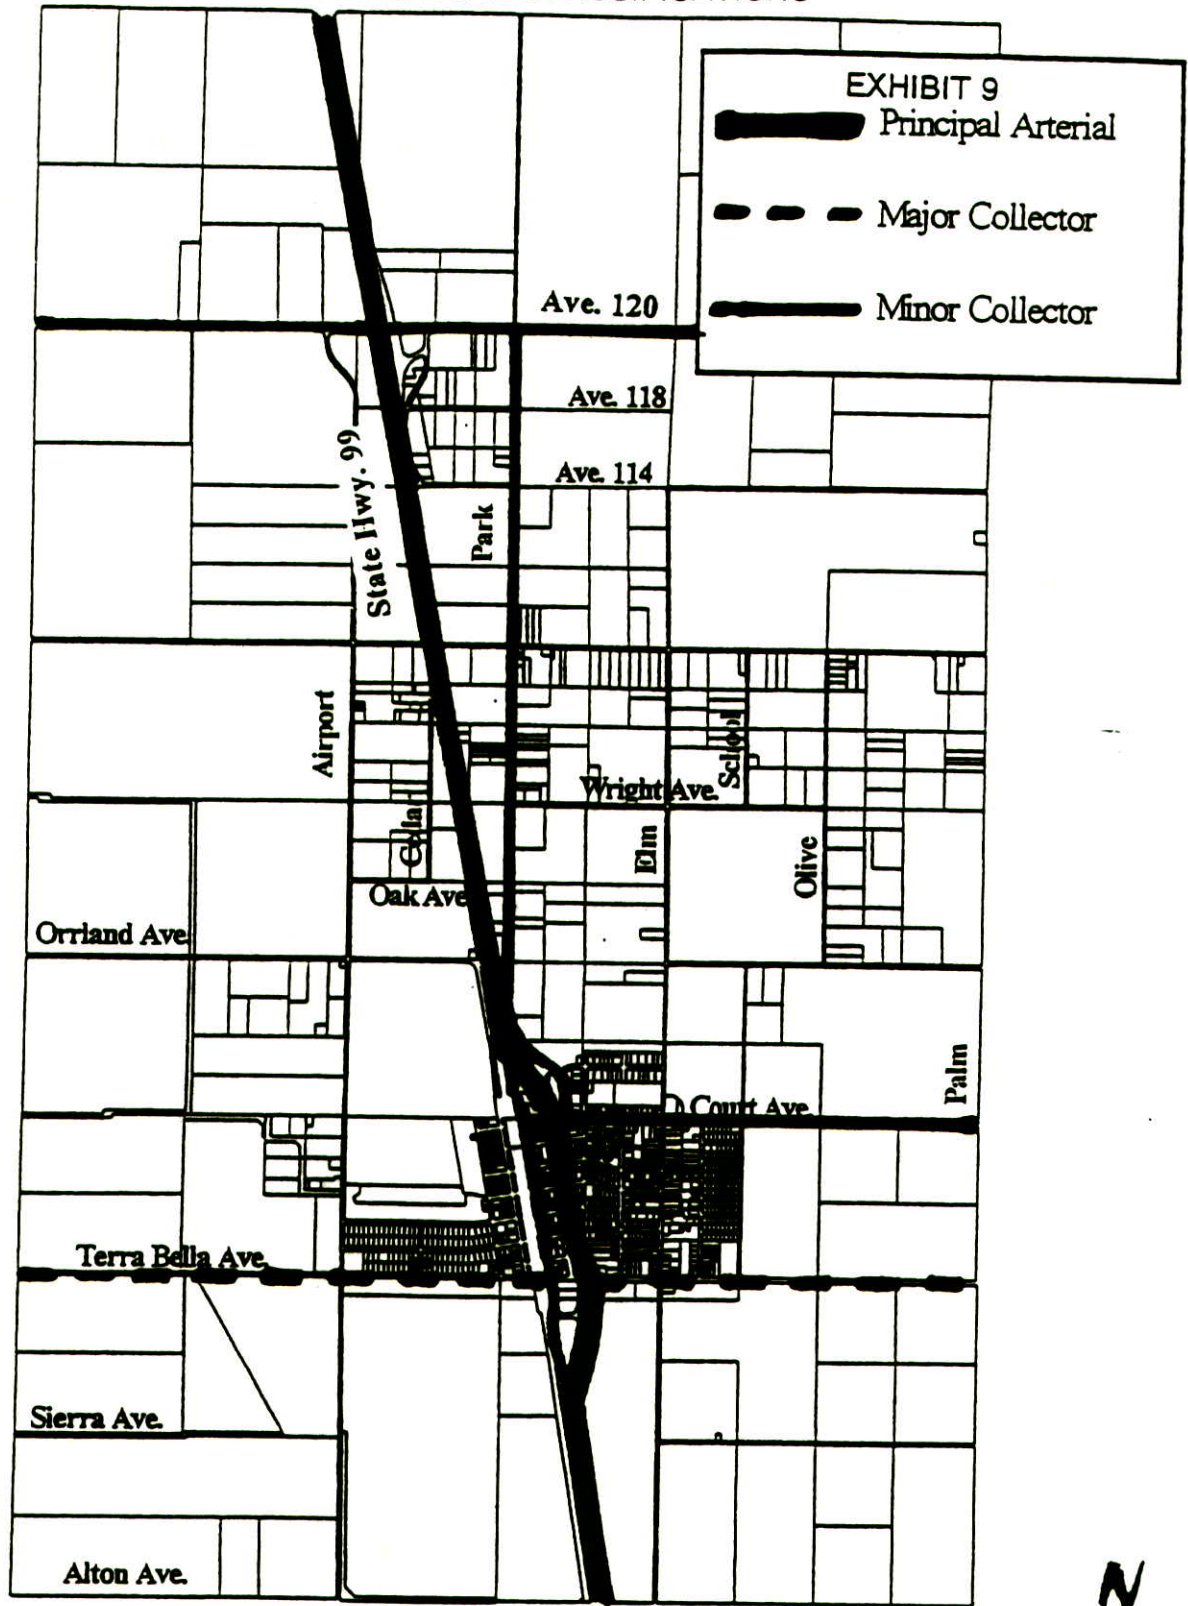 EXHIBIT 9
Principal Arterial
Major Collector
Minor Collector
Ave. 120
Ave. 118
Ave. 114
State Hwy. 99
Park
Airport
School
Wright Ave.
Elm
Olive
Oak Ave
Orrland Ave.
Palm
Court Ave.
Terra Bella Ave.
Sierra Ave.
Alton Ave.
N